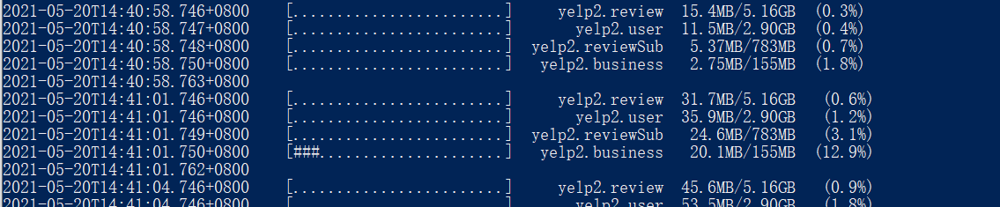 2021-05-20T14:40:58.746+0800 [........................] yelp2.review 15.4MB/5.16GB (0.3%)
2021-05-20T14:40:58.747+0800 [........................] yelp2.user 11.5MB/2.90GB (0.4%)
2021-05-20T14:40:58.748+0800 [........................] yelp2.reviewSub 5.37MB/783MB (0.7%)
2021-05-20T14:40:58.750+0800 [........................] yelp2.business 2.75MB/155MB (1.8%)
2021-05-20T14:40:58.763+0800
2021-05-20T14:41:01.746+0800 [........................] yelp2.review 31.7MB/5.16GB (0.6%)
2021-05-20T14:41:01.746+0800 [........................] yelp2.user 35.9MB/2.90GB (1.2%)
2021-05-20T14:41:01.749+0800 [........................] yelp2.reviewSub 24.6MB/783MB (3.1%)
2021-05-20T14:41:01.750+0800 [###.....................] yelp2.business 20.1MB/155MB (12.9%)
2021-05-20T14:41:01.762+0800
2021-05-20T14:41:04.746+0800 [........................] yelp2.review 45.6MB/5.16GB (0.9%)
2021-05-20T14:41:04.746+0800 [........................] yelp2.user 53.5MB/2.90GB (1.8%)